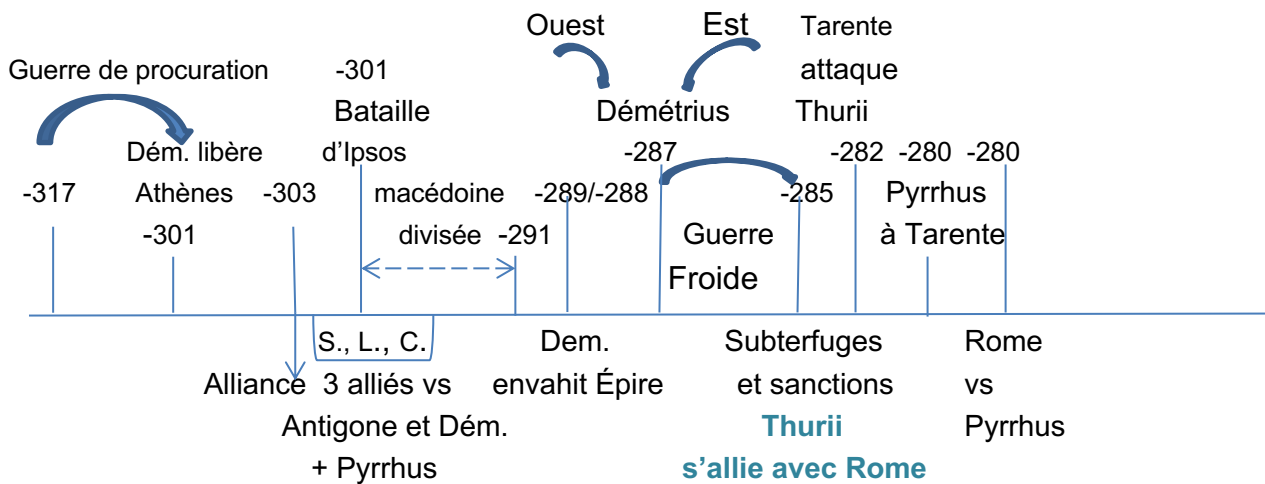 Ouest Est Tarente
Guerre de procuration -301 attaque
Bataille Démétrius Thurii
Dém. libère d'Ipsos -287 -282 -280 -280
-317 Athènes -303 macédoine -289/-288 -285 Pyrrhus
-301 divisée -291 Guerre à Tarente
Froide
S., L., C. Dem. Subterfuges Rome
Alliance 3 alliés vs envahit Épire et sanctions vs
Antigone et Dém. Thurii Pyrrhus
+ Pyrrhus s'allie avec Rome